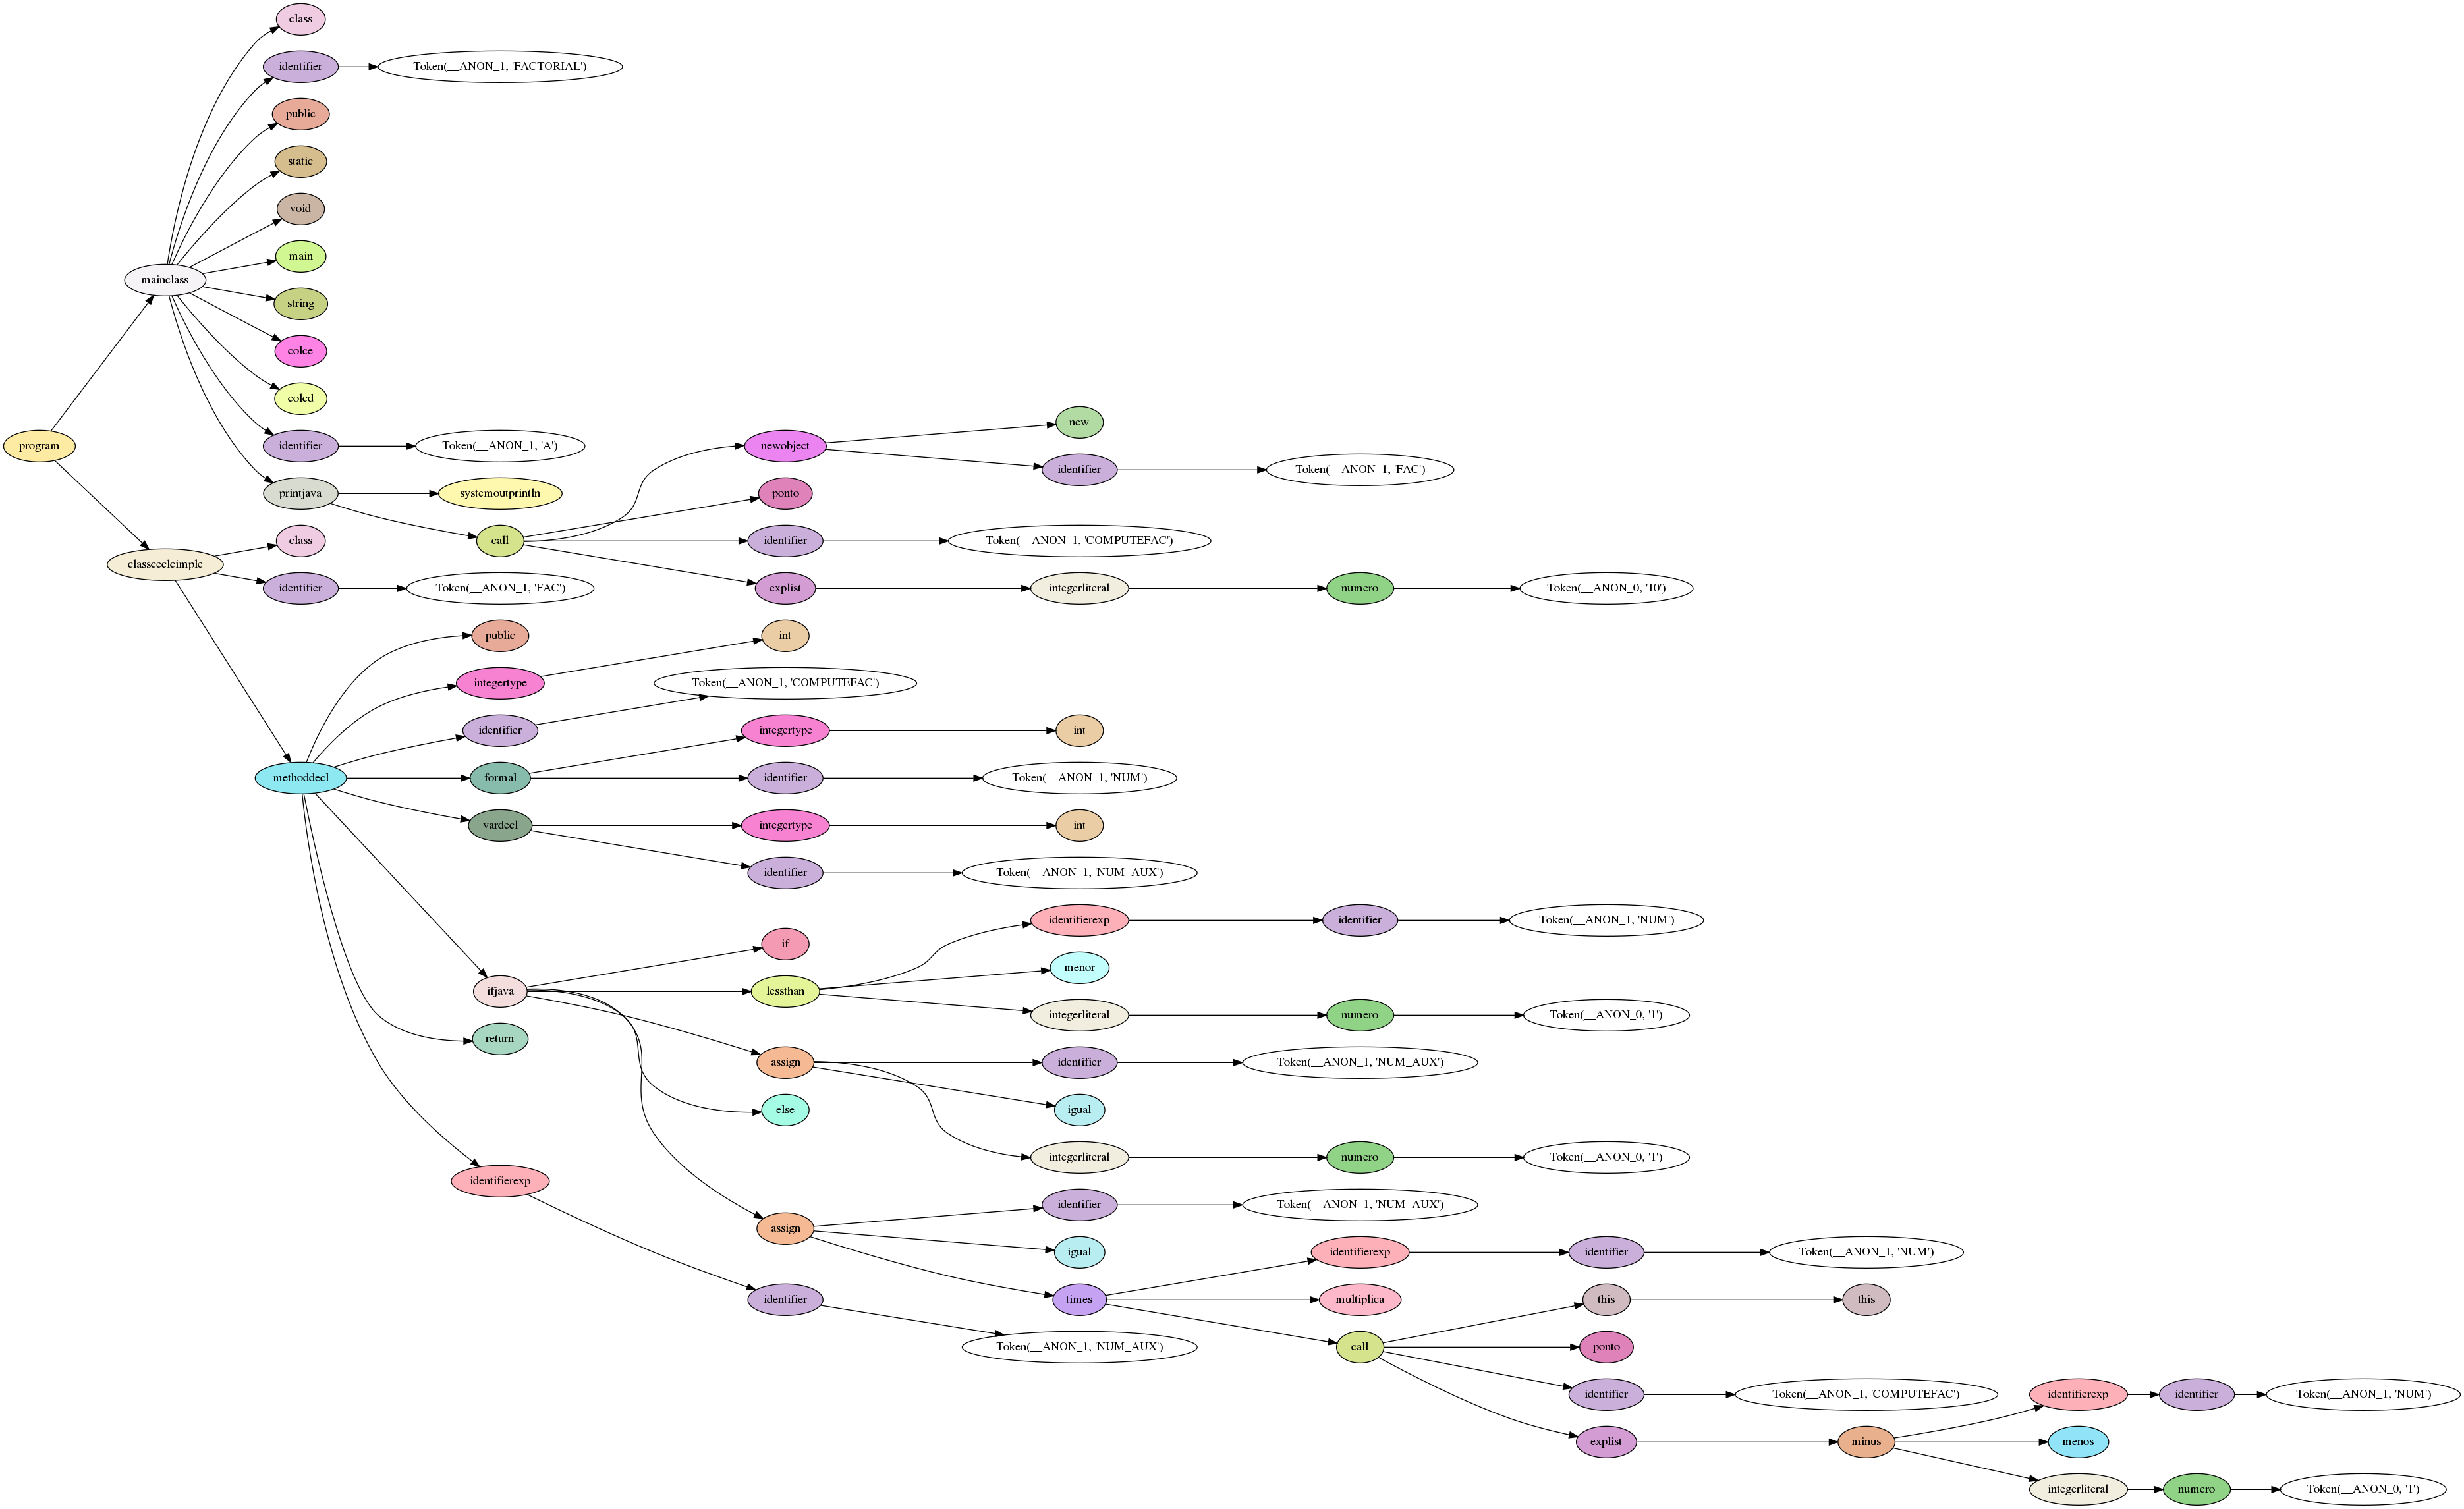 class
identifier
Token(__ANON_1, 'FACTORIAL')
public
static
void
main
mainclass
string
colce
colcd
program
identifier
Token(__ANON_1, 'A')
printjava
systemoutprintln
call
newobject
new
identifier
Token(__ANON_1, 'FAC')
ponto
identifier
Token(__ANON_1, 'COMPUTEFAC')
explist
integerliteral
numero
Token(__ANON_0, '10')
classceclcimple
class
identifier
Token(__ANON_1, 'FAC')
methoddecl
public
integertype
int
identifier
Token(__ANON_1, 'COMPUTEFAC')
formal
integertype
int
identifier
Token(__ANON_1, 'NUM')
vardecl
integertype
int
identifier
Token(__ANON_1, 'NUM_AUX')
ifjava
if
lessthan
identifierexp
identifier
Token(__ANON_1, 'NUM')
menor
integerliteral
numero
Token(__ANON_0, '1')
assign
identifier
Token(__ANON_1, 'NUM_AUX')
igual
integerliteral
numero
Token(__ANON_0, '1')
else
assign
identifier
Token(__ANON_1, 'NUM_AUX')
igual
times
identifierexp
identifier
Token(__ANON_1, 'NUM')
multiplica
call
this
this
ponto
identifier
Token(__ANON_1, 'COMPUTEFAC')
explist
minus
identifierexp
identifier
Token(__ANON_1, 'NUM')
menos
integerliteral
numero
Token(__ANON_0, '1')
return
identifierexp
identifier
Token(__ANON_1, 'NUM_AUX')